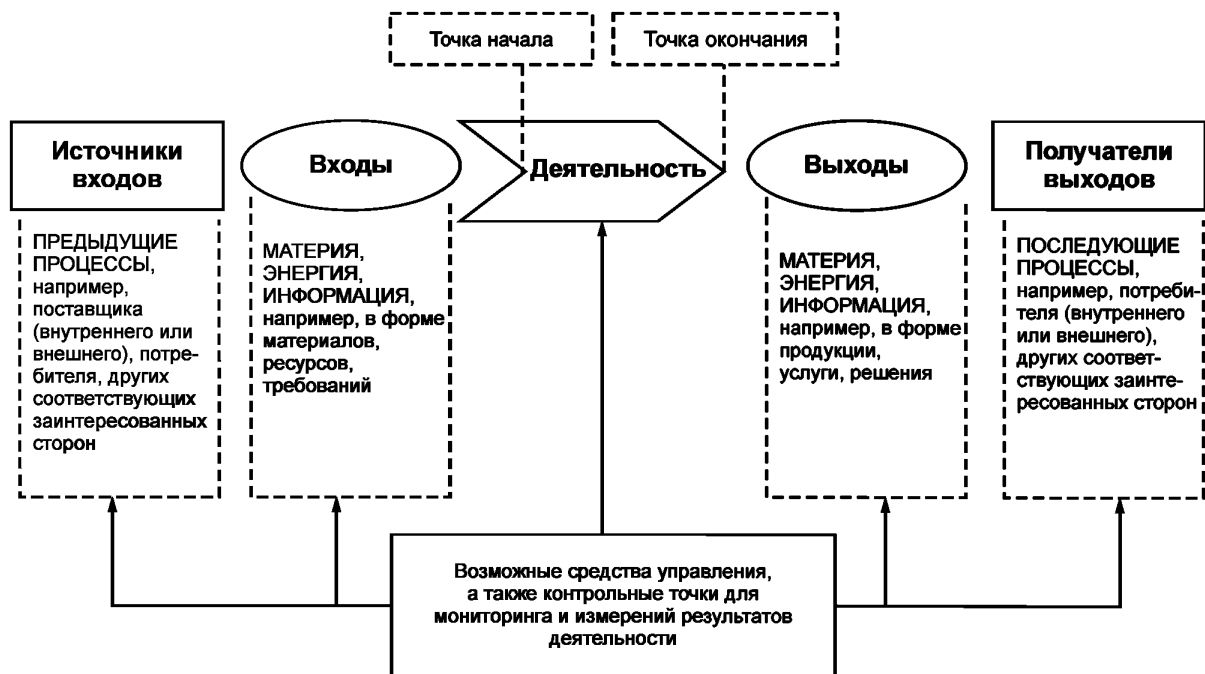 Точка начала
Точка окончания
Источники
входов
Входы
Деятельность
Выходы
Получатели
выходов
ПРЕДЫДУЩИЕ
ПРОЦЕССЫ,
например,
поставщика
(внутреннего или
внешнего), потре-
бителя, других
соответствующих
заинтересованных
сторон
МАТЕРИЯ,
ЭНЕРГИЯ,
ИНФОРМАЦИЯ,
например, в форме
материалов,
ресурсов,
требований
МАТЕРИЯ,
ЭНЕРГИЯ,
ИНФОРМАЦИЯ,
например, в форме
продукции,
услуги, решения
ПОСЛЕДУЮЩИЕ
ПРОЦЕССЫ,
например, потреби-
теля (внутреннего
или внешнего),
других соответ-
ствующих заинте-
ресованных сторон
Возможные средства управления,
а также контрольные точки для
мониторинга и измерений результатов
деятельности